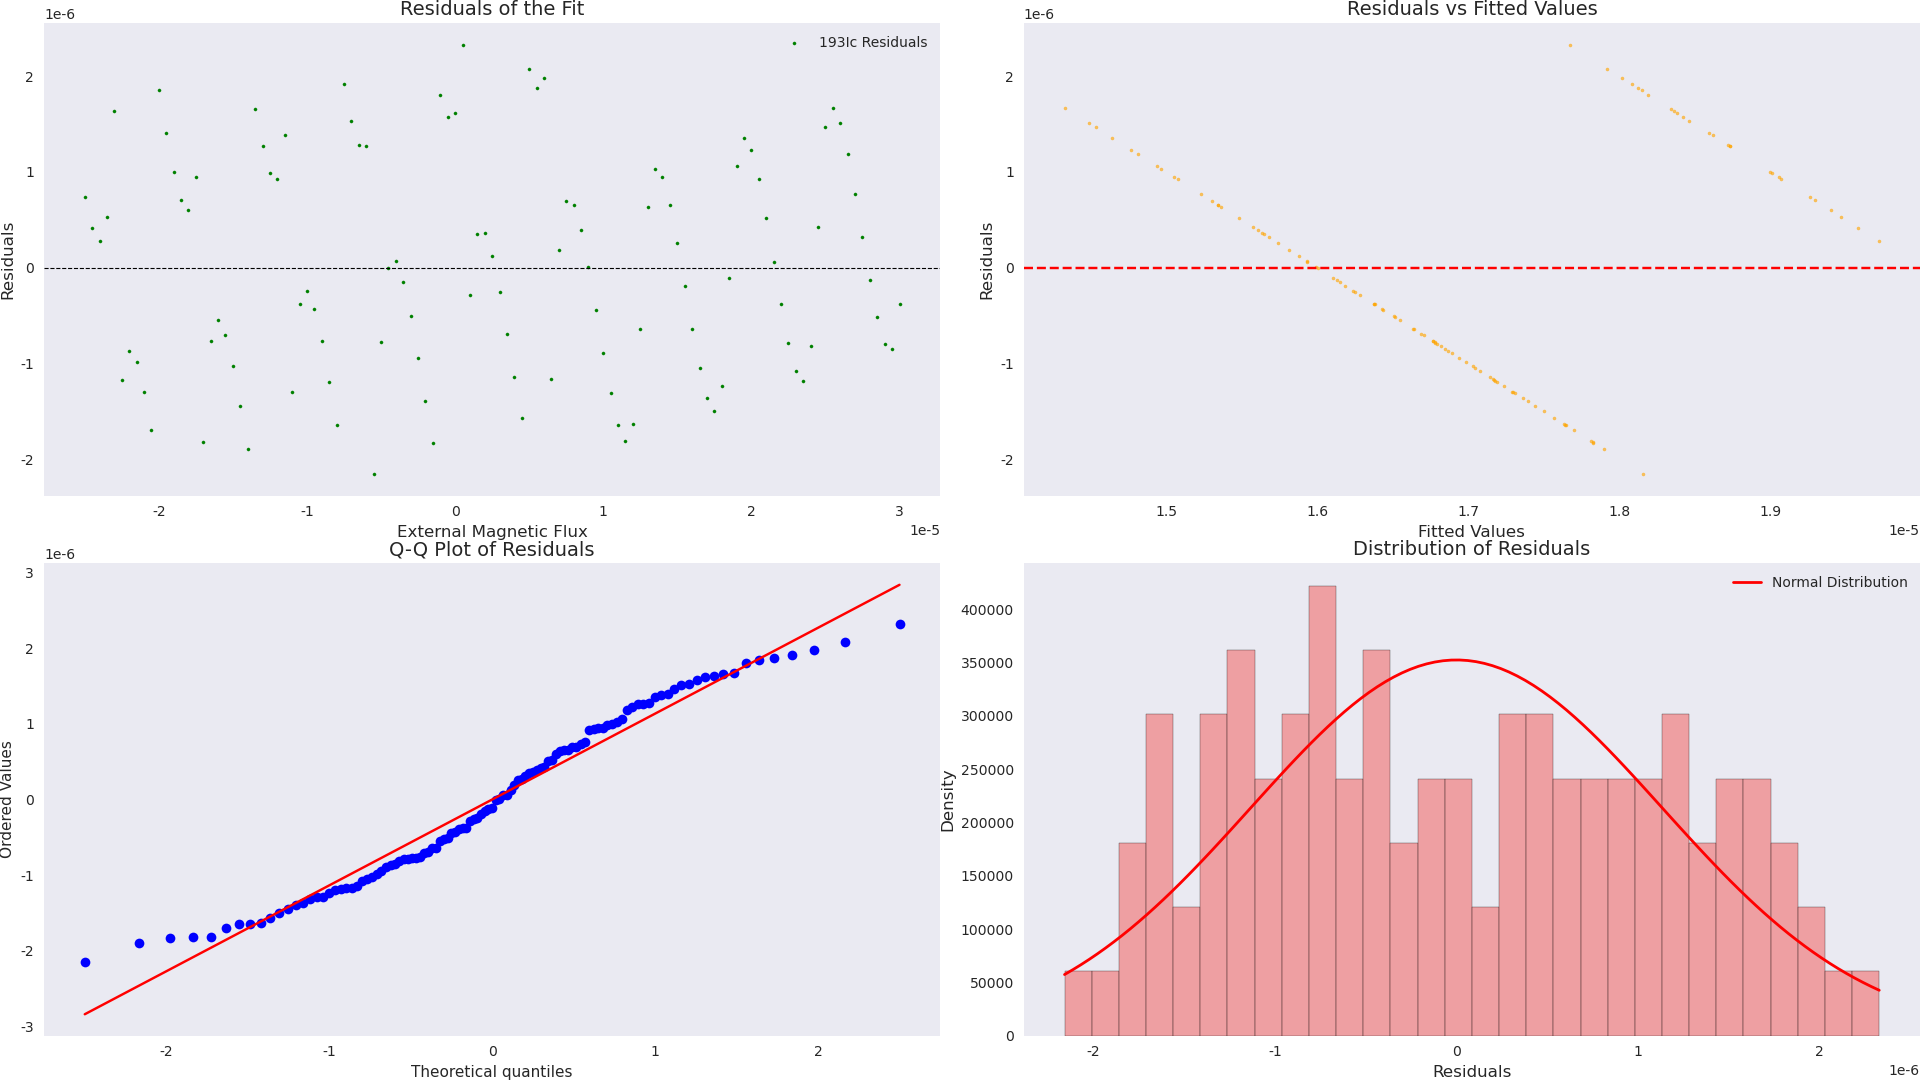 Residuals of the Fit
1e-6
193Ic Residuals
2
1
0
-1
-2
Residuals
-2
-1
0
1
2
3
1e-5
External Magnetic Flux
Residuals vs Fitted Values
1e-6
2
1
0
-1
-2
Residuals
1.5
1.6
1.7
1.8
1.9
1e-5
Fitted Values
Q-Q Plot of Residuals
1e-6
3
2
1
0
-1
-2
-3
Ordered Values
-2
-1
0
1
2
Theoretical quantiles
Distribution of Residuals
Normal Distribution
400000
350000
300000
250000
200000
150000
100000
50000
0
Density
-2
-1
0
1
2
1e-6
Residuals